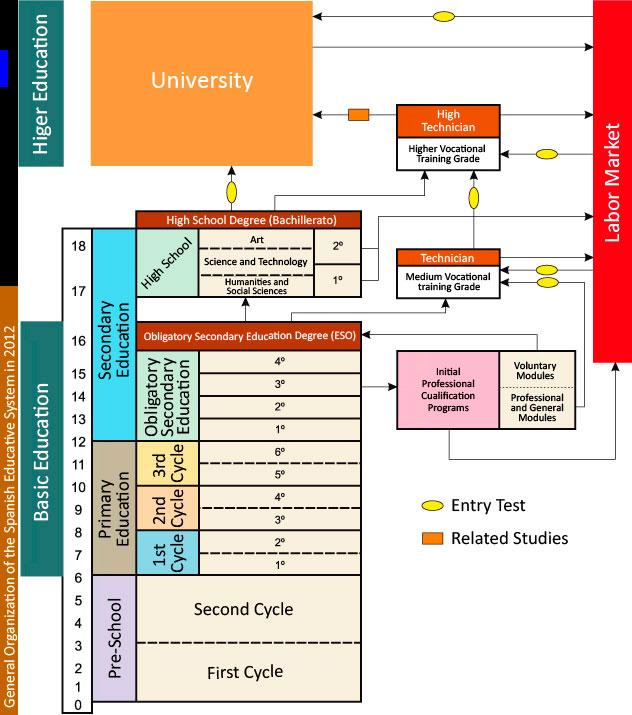 Higer Education
University
High
Technician
Higher Vocational
Training Grade
Labor Market
High School Degree (Bachillerato)
18
17
16
15
14
13
12
11
10
9
8
7
6
5
4
3
2
1
0
Secondary
Education
High School
Art
Science and Technology
Humanities and
Social Sciences
2º
1º
Technician
Medium Vocational
training Grade
General Organization of the Spanish Educative System in 2012
Basic Education
Obligatory Secondary Education Degree (ESO)
Obligatory
Secondary
Education
4º
3º
2º
1º
Initial
Professional
Cualification
Programs
Voluntary
Modules
Professional
and General
Modules
Primary
Education
3rd
Cycle
6º
5º
2nd
Cycle
4º
3º
1st
Cycle
2º
1º
Entry Test
Related Studies
Pre-School
Second Cycle
First Cycle